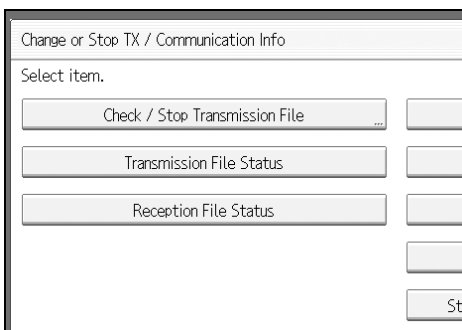 Change or Stop TX / Communication Info
Select item.
Check / Stop Transmission File ...
Transmission File Status
Reception File Status